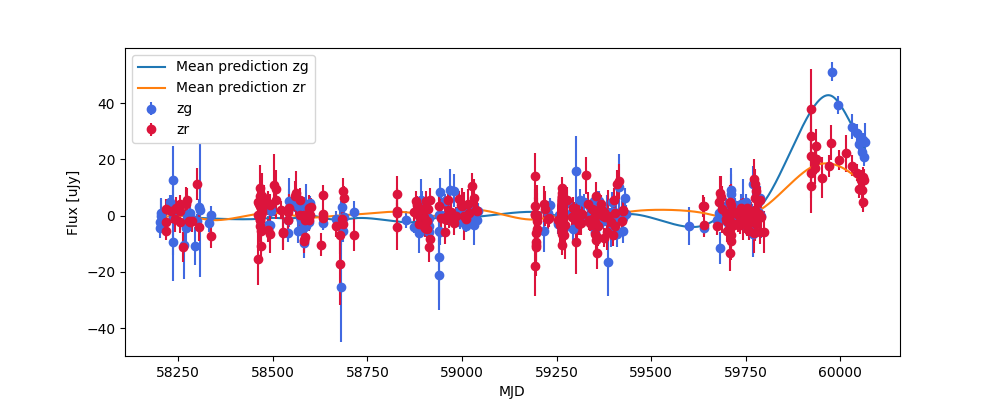 Mean prediction zg
Mean prediction zr
zg
zr
Flux [uJy]
40
20
0
−20
−40
58250
58500
58750
59000
59250
59500
59750
60000
MJD